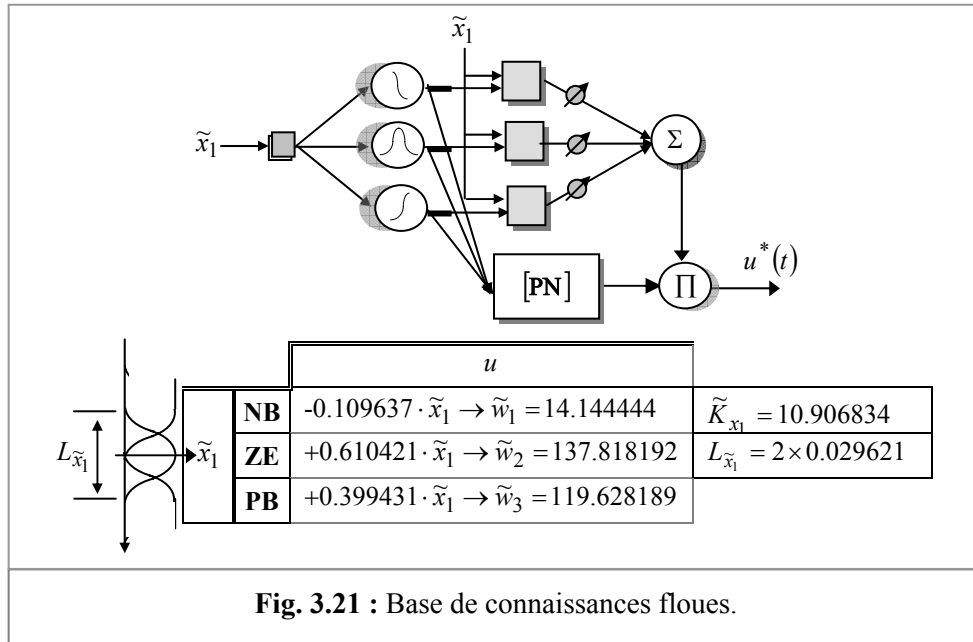 x̃₁
x̃₁
Σ
[PN]
Π
u*(t)
u
NB -0.109637 · x̃₁ → w̃₁ = 14.144444 K̃ₓ₁ = 10.906834
L x̃₁ x̃₁ ZE +0.610421 · x̃₁ → w̃₂ = 137.818192 L x̃₁ = 2 × 0.029621
PB +0.399431 · x̃₁ → w̃₃ = 119.628189
Fig. 3.21 : Base de connaissances floues.